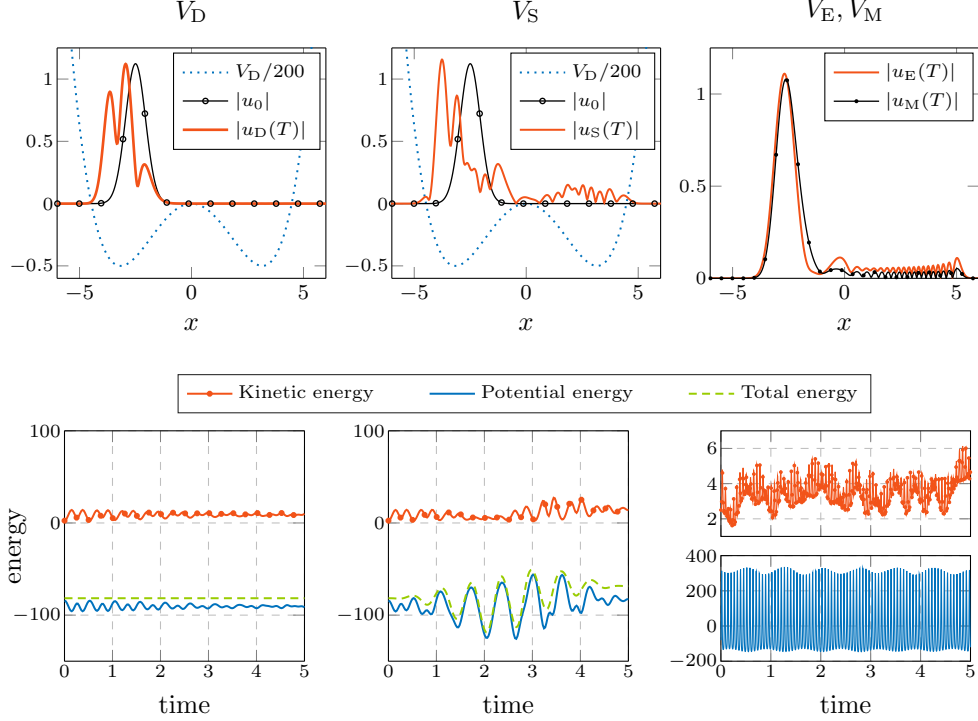 V_D
V_S
V_E, V_M
V_D/200
|u_0|
|u_D(T)|
1
0.5
0
−0.5
−5
0
5
x
V_D/200
|u_0|
|u_S(T)|
1
0.5
0
−0.5
−5
0
5
x
|u_E(T)|
|u_M(T)|
1
0.5
0
−5
0
5
x
Kinetic energy
Potential energy
Total energy
energy
100
0
−100
0 1 2 3 4 5
time
100
0
−100
0 1 2 3 4 5
time
6
4
2
400
200
0
−200
0 1 2 3 4 5
time